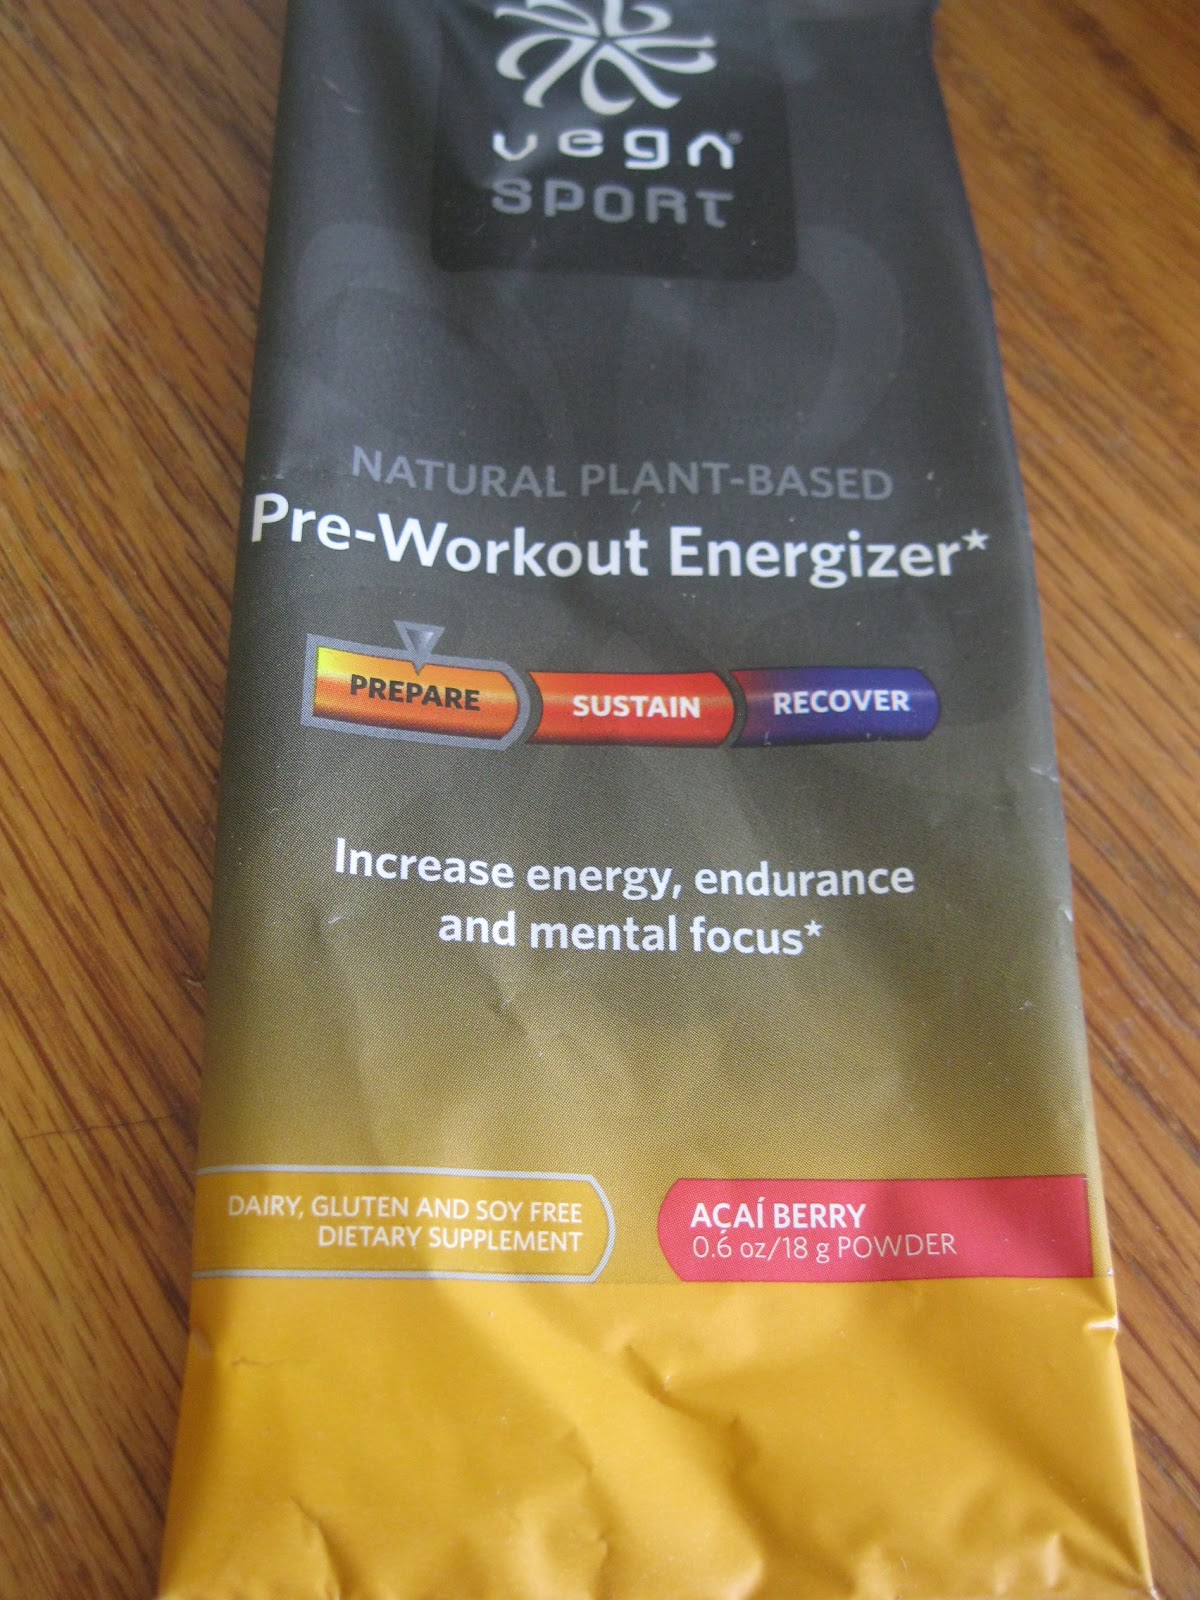 vega®
SPORT
NATURAL PLANT-BASED
Pre-Workout Energizer*
PREPARE SUSTAIN RECOVER
Increase energy, endurance
and mental focus*
DAIRY, GLUTEN AND SOY FREE
DIETARY SUPPLEMENT
AÇAÍ BERRY
0.6 oz/18 g POWDER